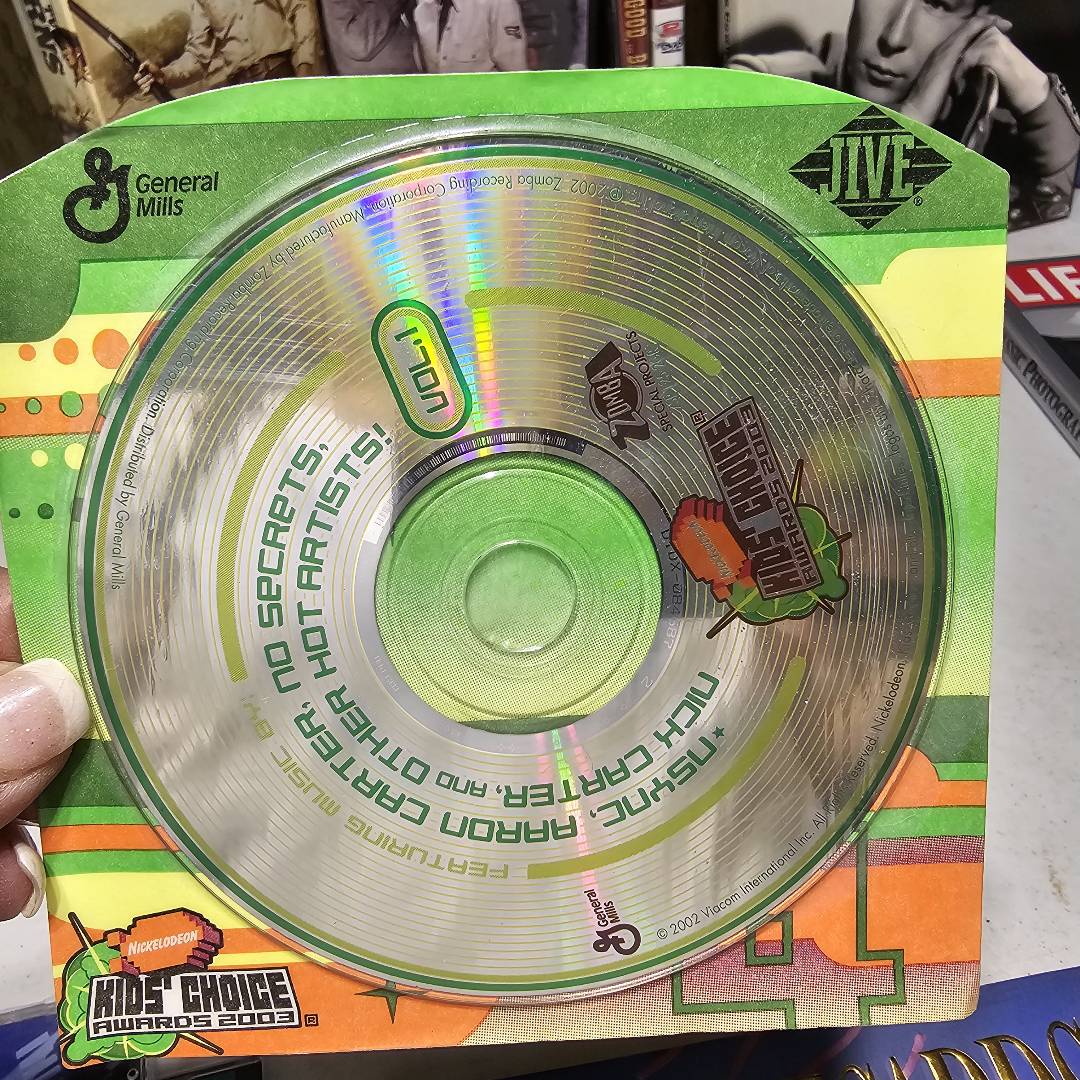 General
Mills
JIVE
®
LIFE
℗ 2002 Zomba Recording Corporation. Manufactured by Zomba Recording Corporation. Distributed by General Mills
VOL.1
ZOMBA
SPECIAL PROJECTS
NICKELODEON
KIDS' CHOICE
AWARDS 2003
®
FEATURING MUSIC BY
*NSYNC, AARON CARTER, NO SECRETS,
NICK CARTER, AND OTHER HOT ARTISTS!
General
Mills
© 2002 Viacom International Inc. All rights reserved. Nickelodeon,
NICKELODEON
KIDS' CHOICE
AWARDS 2003
®